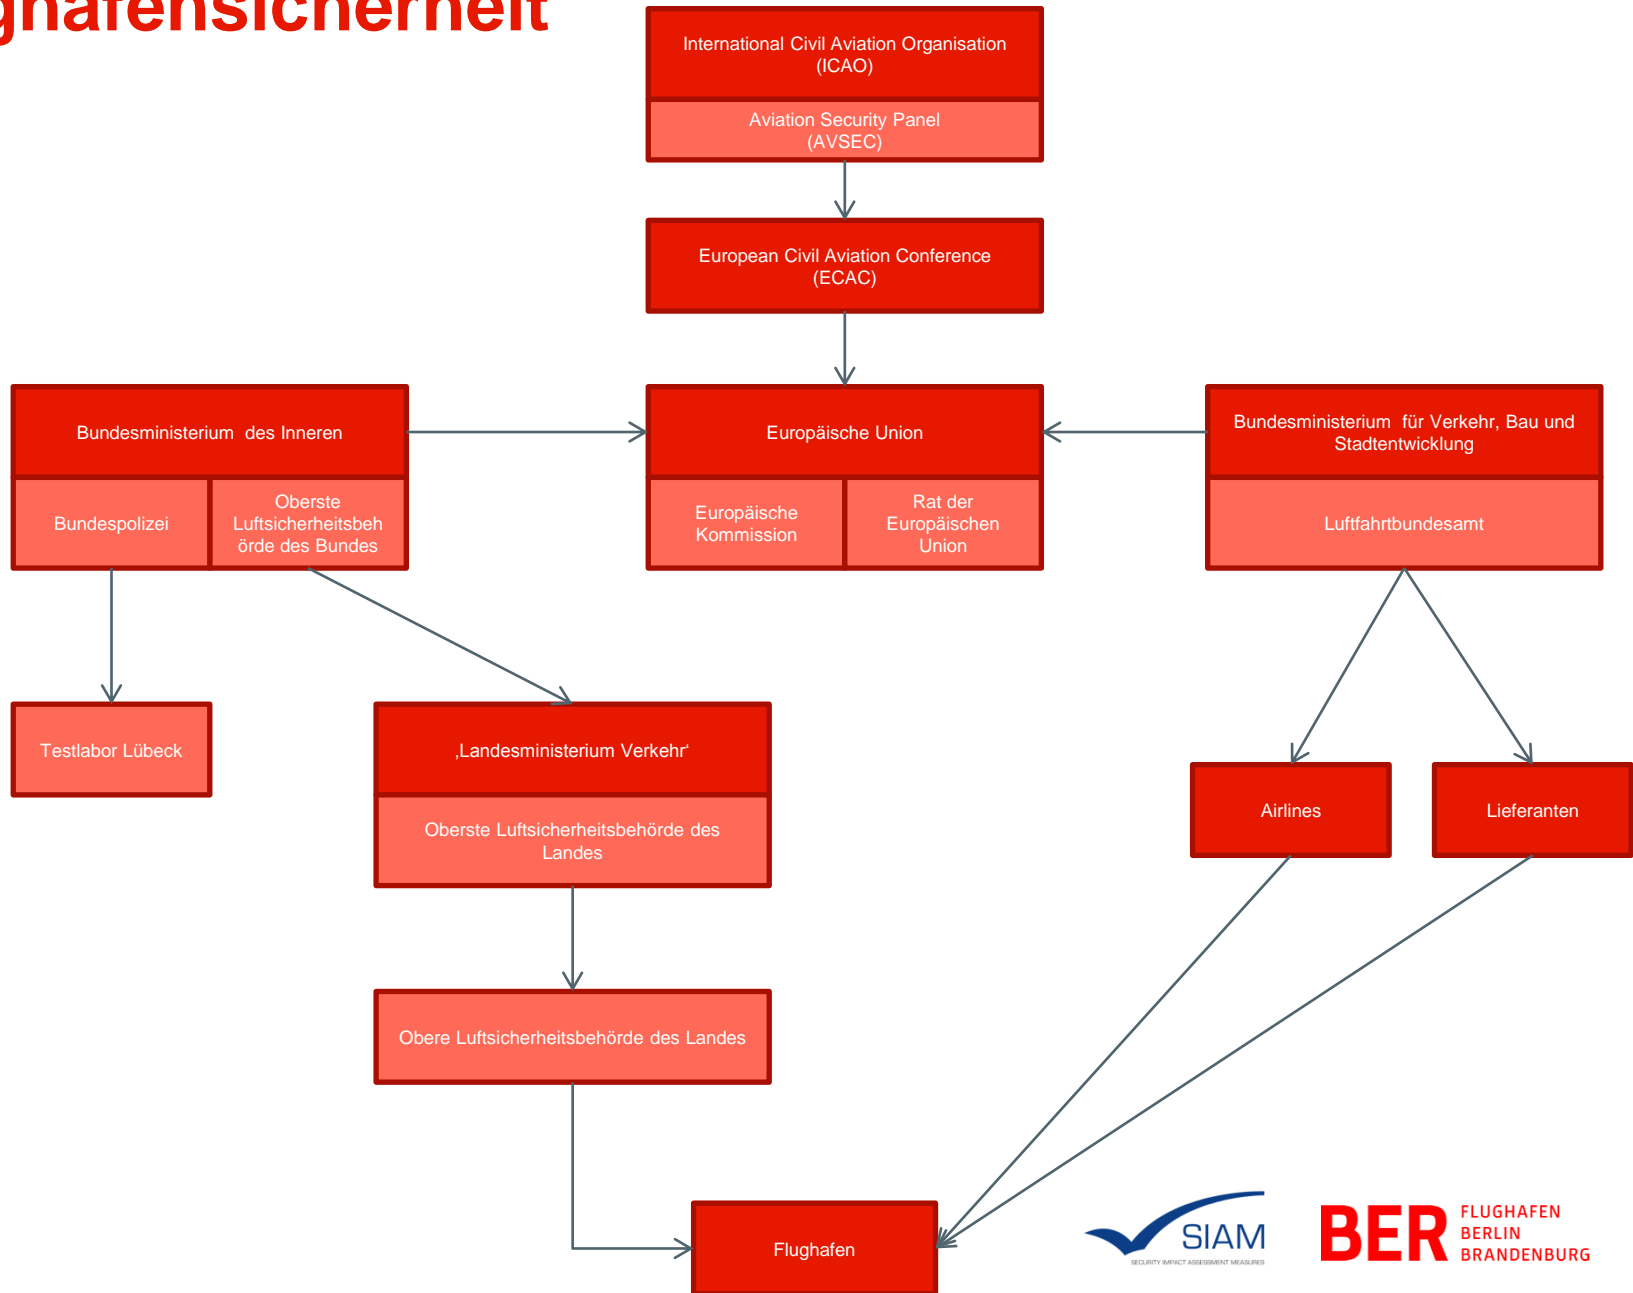 ghafensicherheit
International Civil Aviation Organisation
(ICAO)
Aviation Security Panel
(AVSEC)
European Civil Aviation Conference
(ECAC)
Bundesministerium des Inneren
Bundespolizei
Oberste
Luftsicherheitsbeh
örde des Bundes
Europäische Union
Europäische
Kommission
Rat der
Europäischen
Union
Bundesministerium für Verkehr, Bau und
Stadtentwicklung
Luftfahrtbundesamt
Testlabor Lübeck
‚Landesministerium Verkehr‘
Oberste Luftsicherheitsbehörde des
Landes
Airlines
Lieferanten
Obere Luftsicherheitsbehörde des Landes
Flughafen
SIAM
SECURITY IMPACT ASSESSMENT MEASURES
BER
FLUGHAFEN
BERLIN
BRANDENBURG